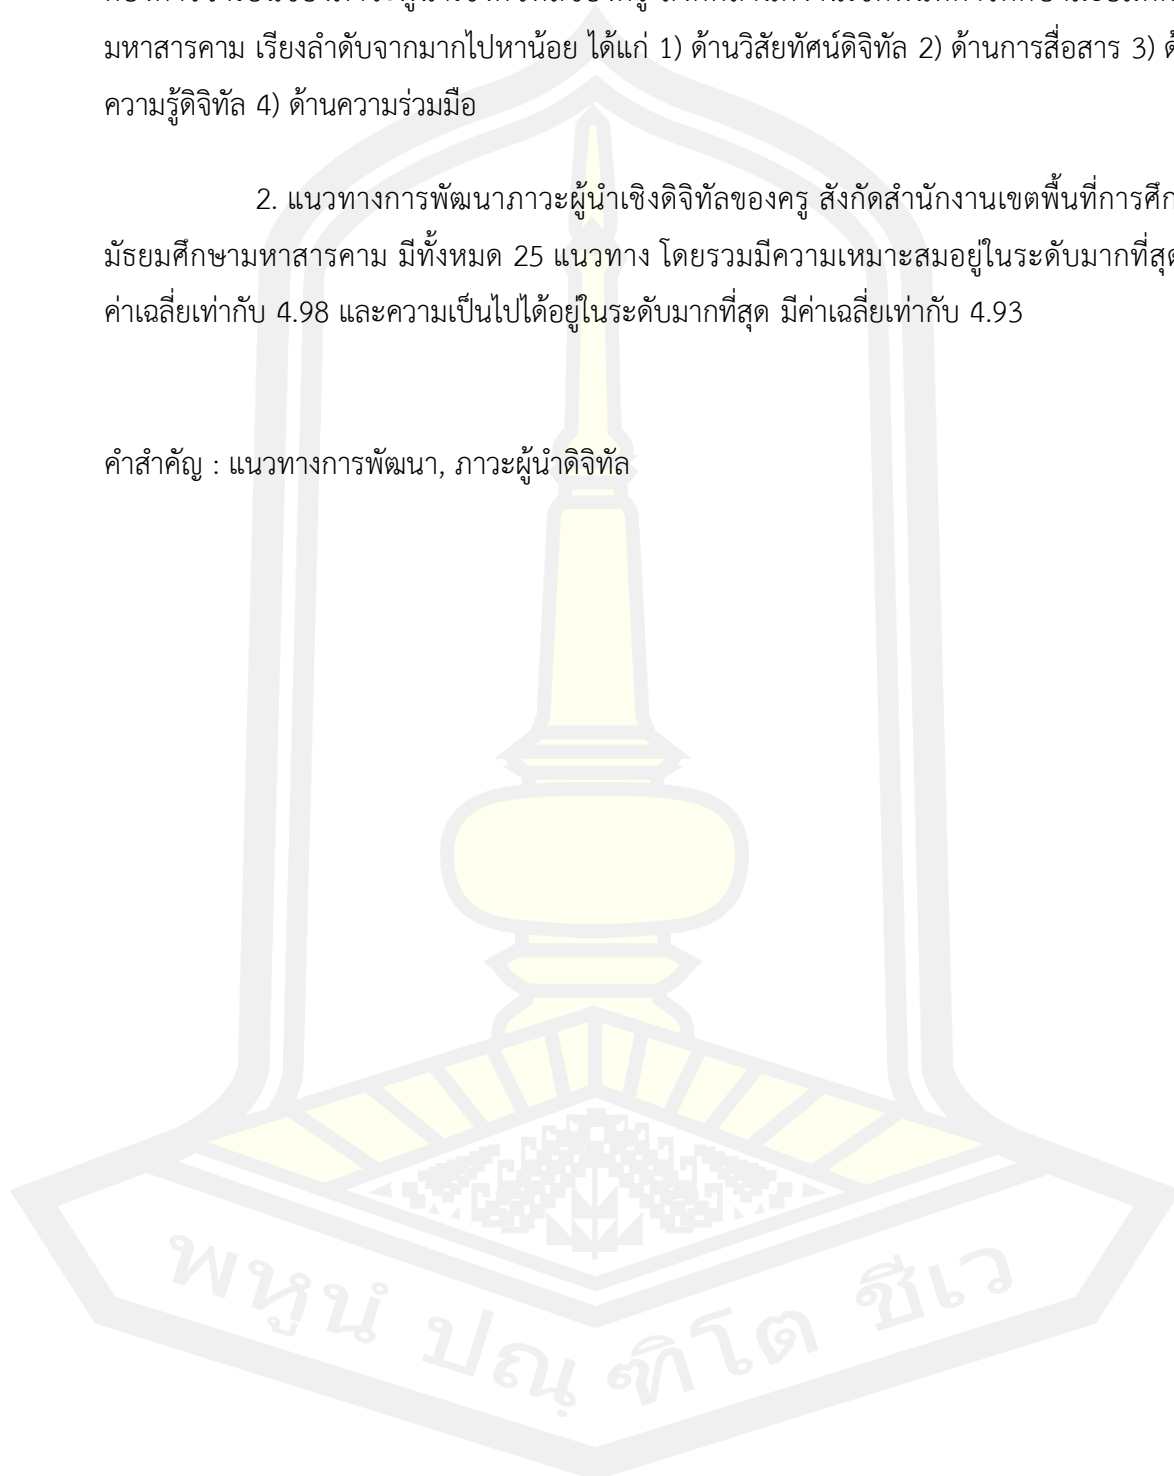 มหาสารคาม เรียงลำดับจากมากไปหาน้อย ได้แก่ 1) ด้านวิสัยทัศน์ดิจิทัล 2) ด้านการสื่อสาร 3)
ความรู้ดิจิทัล 4) ด้านความร่วมมือ
2. แนวทางการพัฒนาภาวะผู้นำเชิงดิจิทัลของครู สังกัดสำนักงานเขตพื้นที่การศึก
มัธยมศึกษามหาสารคาม มีทั้งหมด 25 แนวทาง โดยรวมมีความเหมาะสมอยู่ในระดับมากที่สุด
ค่าเฉลี่ยเท่ากับ 4.98 และความเป็นไปได้อยู่ในระดับมากที่สุด มีค่าเฉลี่ยเท่ากับ 4.93
คำสำคัญ : แนวทางการพัฒนา, ภาวะผู้นำดิจิทัล
พหูนํ ปณฺฑิโต ชีเว